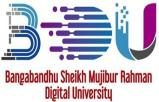 BDU
Bangabandhu Sheikh Mujibur Rahman
Digital University